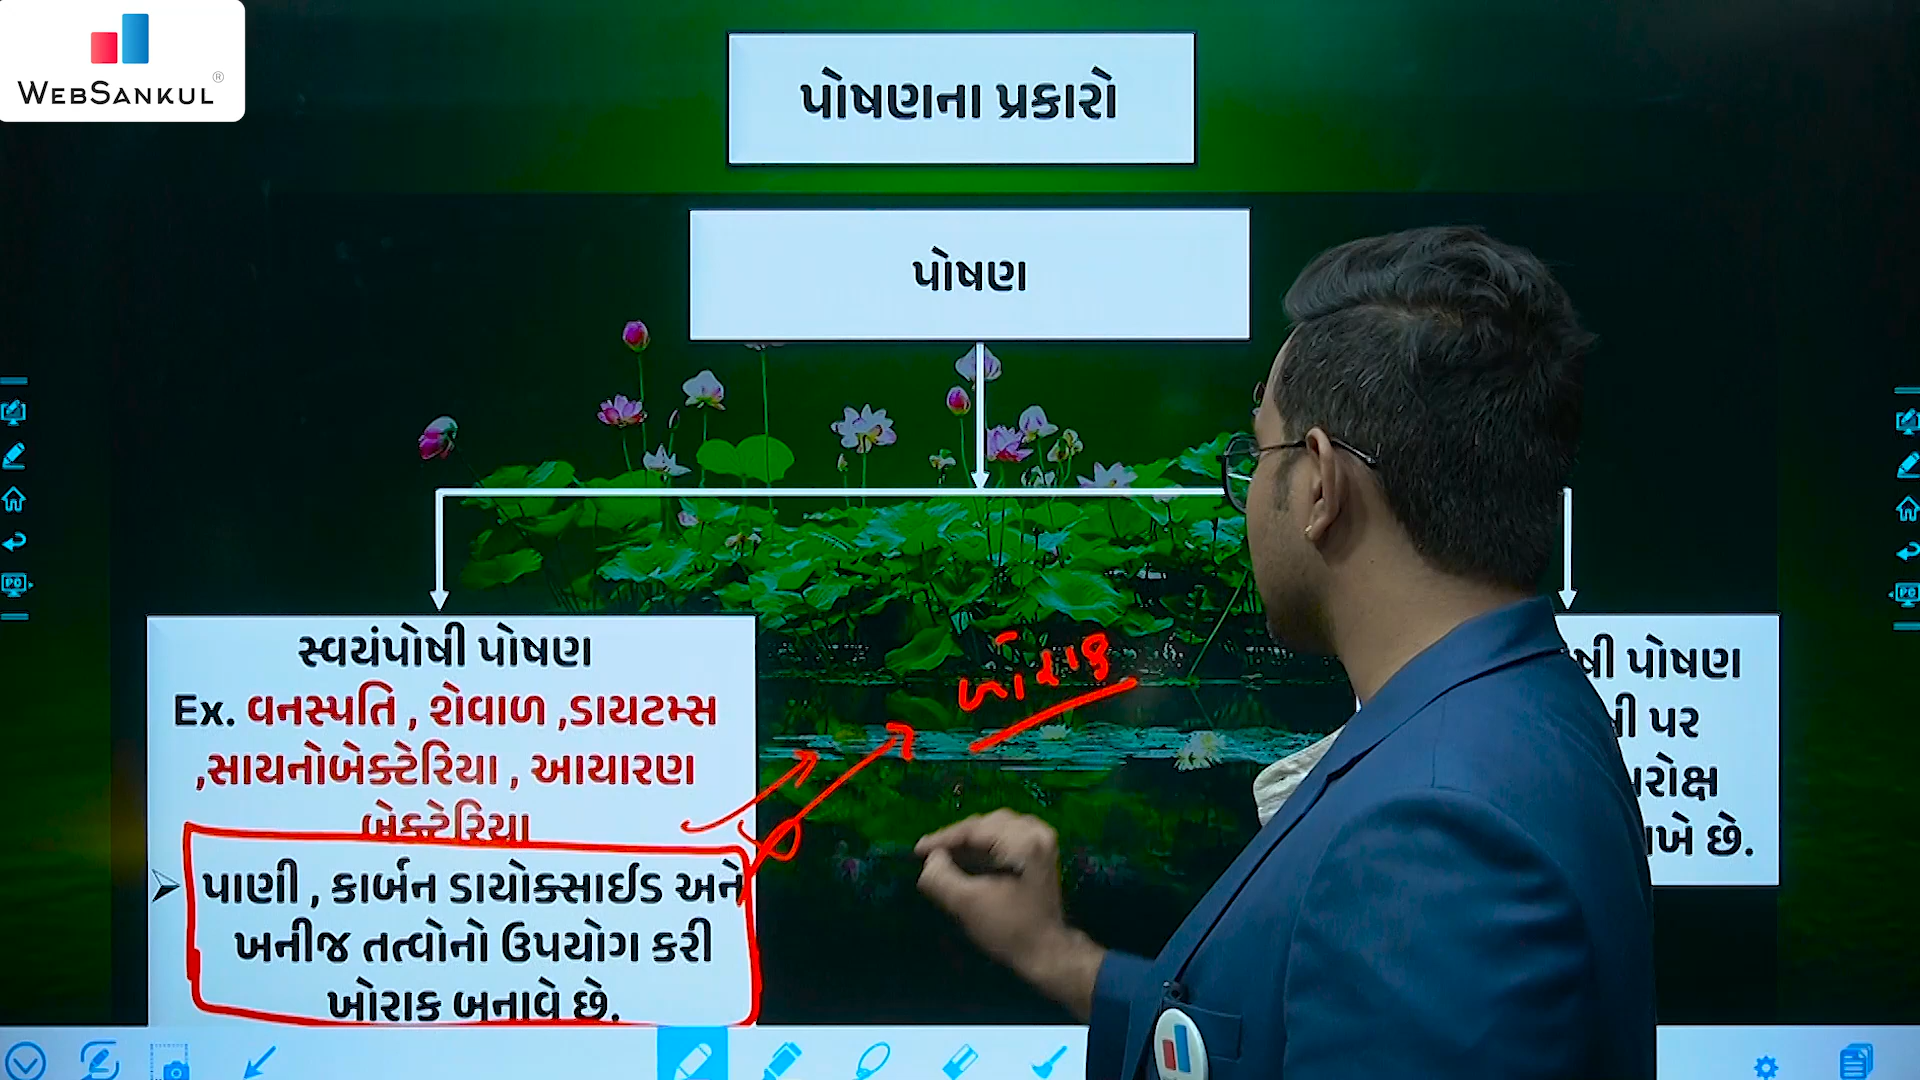 WEBSANKUL®
પોષણના પ્રકારો
પોષણ
સ્વયંપોષી પોષણ
Ex. વનસ્પતિ , શેવાળ ,ડાયટમ્સ
,સાયનોબેક્ટેરિયા , આયારણ
બેક્ટેરિયા
➢ પાણી , કાર્બન ડાયોક્સાઈડ અને
ખનીજ તત્વોનો ઉપયોગ કરી
ખોરાક બનાવે છે.
ખોરાક
પોષણ
પર
છે.